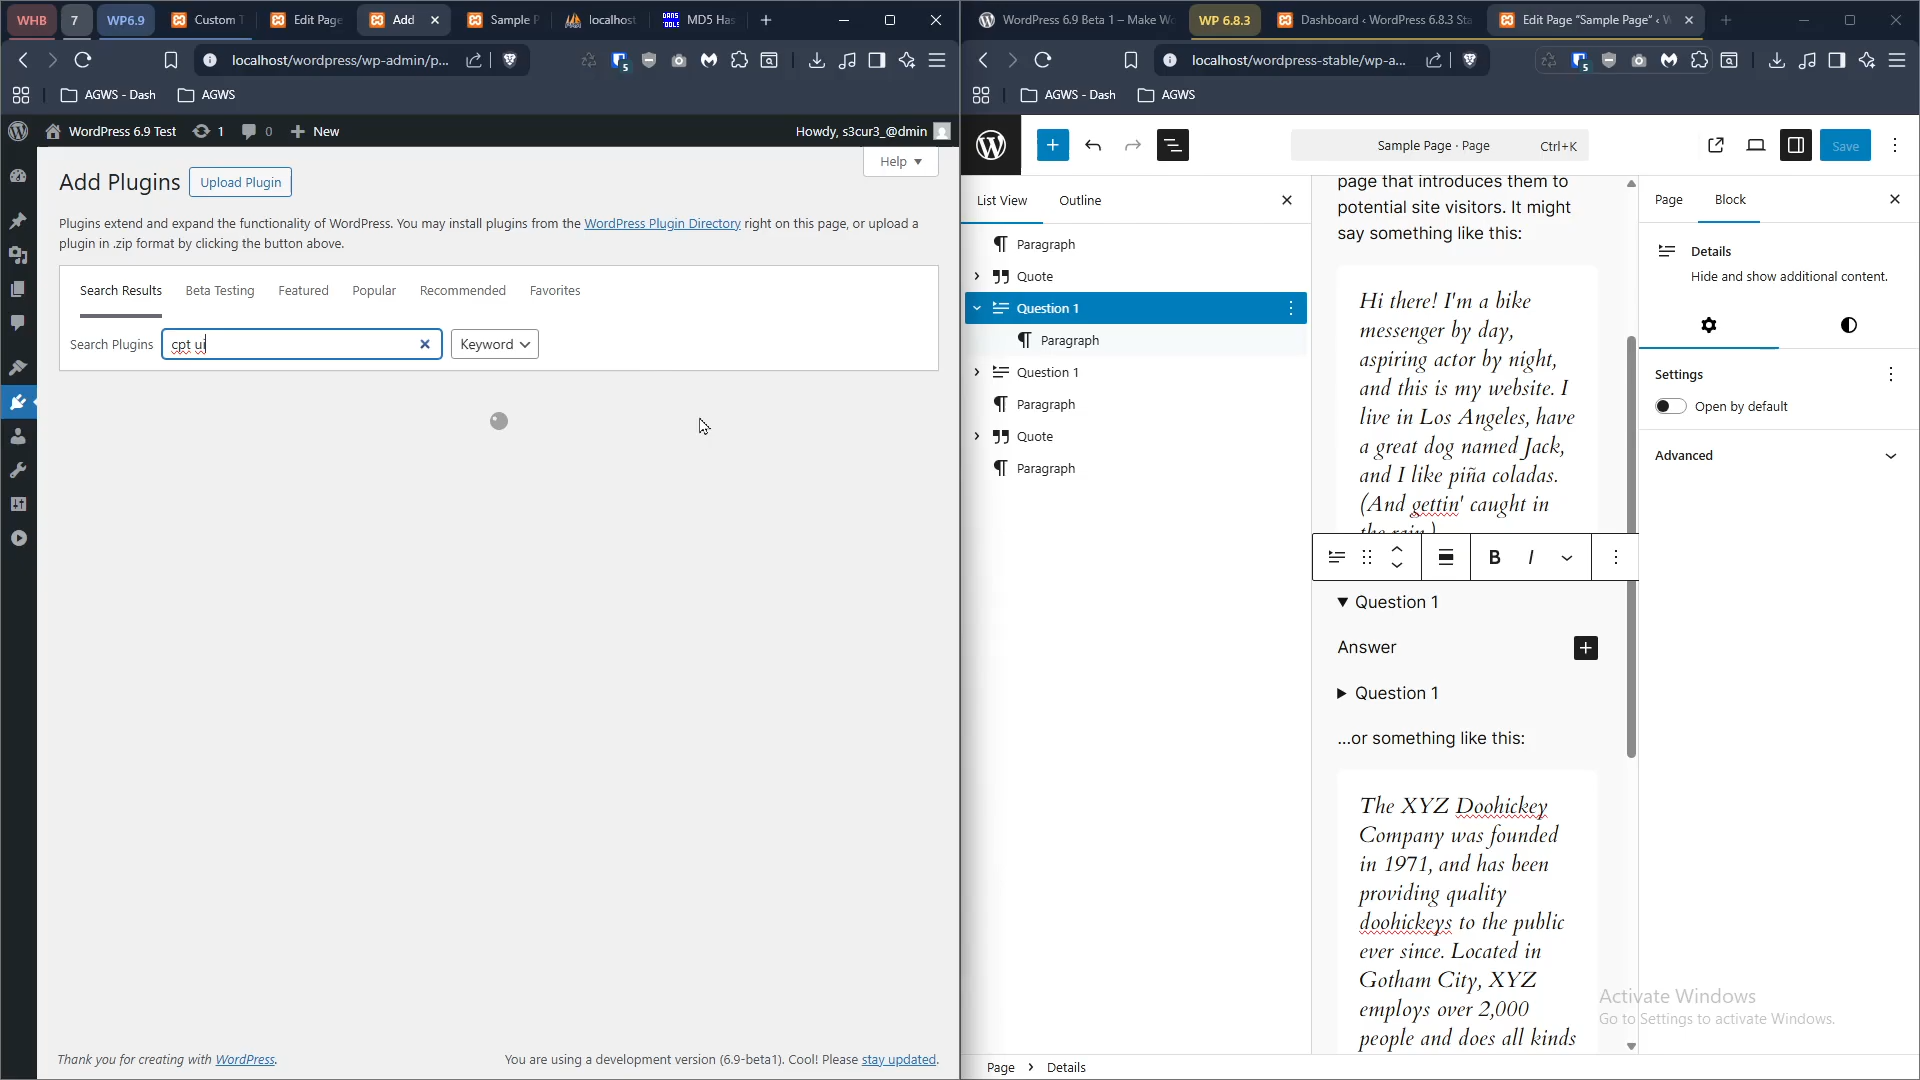 WHB
7
WP6.9
Custom T
Edit Page
Add
Sample P
localhost
DANS TOOLS
MD5 Has
localhost/wordpress/wp-admin/p...
5
AGWS - Dash
AGWS
WordPress 6.9 Test
1
0
New
Howdy, s3cur3_@dmin
Help
Add Plugins
Upload Plugin
Plugins extend and expand the functionality of WordPress. You may install plugins from the WordPress Plugin Directory right on this page, or upload a
plugin in .zip format by clicking the button above.
Search Results
Beta Testing
Featured
Popular
Recommended
Favorites
Search Plugins
cpt ui
Keyword
Thank you for creating with WordPress.
You are using a development version (6.9-beta1). Cool! Please stay updated.
WordPress 6.9 Beta 1 – Make Wo
WP 6.8.3
Dashboard ‹ WordPress 6.8.3 Sta
Edit Page “Sample Page” ‹ W
localhost/wordpress-stable/wp-a...
5
AGWS - Dash
AGWS
Sample Page · Page
Ctrl+K
Save
List View
Outline
Paragraph
Quote
Question 1
Paragraph
Question 1
Paragraph
Quote
Paragraph
page that introduces them to
potential site visitors. It might
say something like this:
Hi there! I'm a bike
messenger by day,
aspiring actor by night,
and this is my website. I
live in Los Angeles, have
a great dog named Jack,
and I like piña coladas.
(And gettin' caught in
the rain.)
B
I
Question 1
Answer
Question 1
...or something like this:
The XYZ Doohickey
Company was founded
in 1971, and has been
providing quality
doohickeys to the public
ever since. Located in
Gotham City, XYZ
employs over 2,000
people and does all kinds
Page
Block
Details
Hide and show additional content.
Settings
Open by default
Advanced
Activate Windows
Go to Settings to activate Windows.
Page
Details